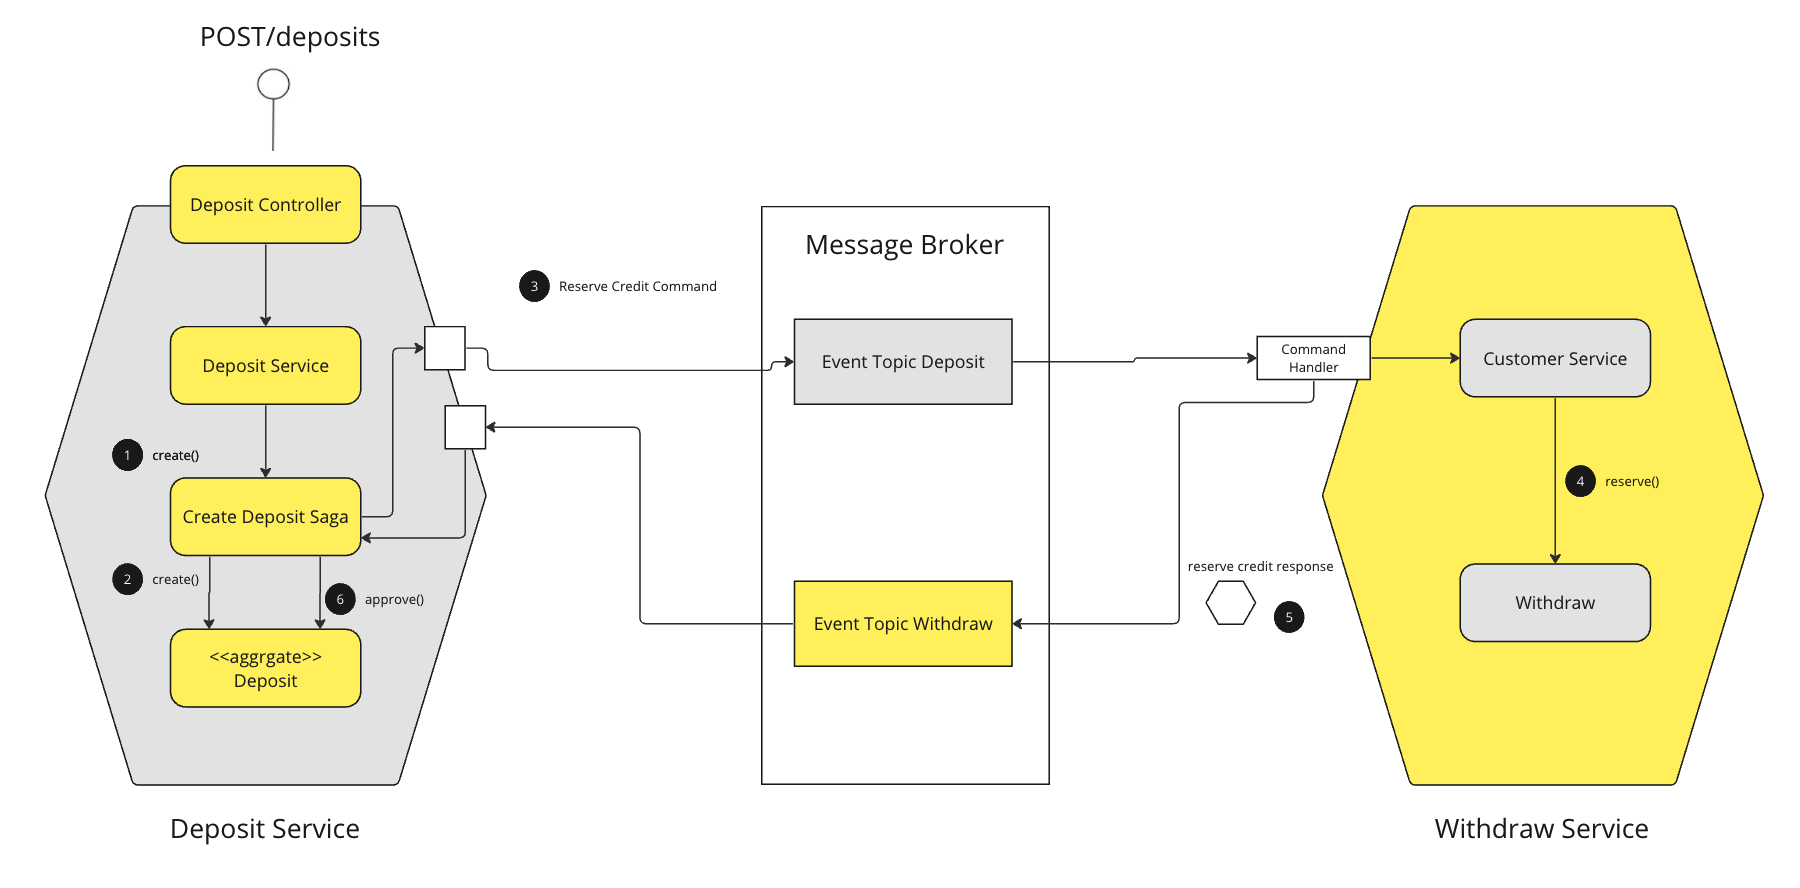 POST/deposits
Deposit Controller
Deposit Service
1 create()
Create Deposit Saga
2 create()
6 approve()
<<aggrgate>>
Deposit
Deposit Service
3 Reserve Credit Command
Message Broker
Event Topic Deposit
Event Topic Withdraw
Command
Handler
reserve credit response
5
Customer Service
4 reserve()
Withdraw
Withdraw Service